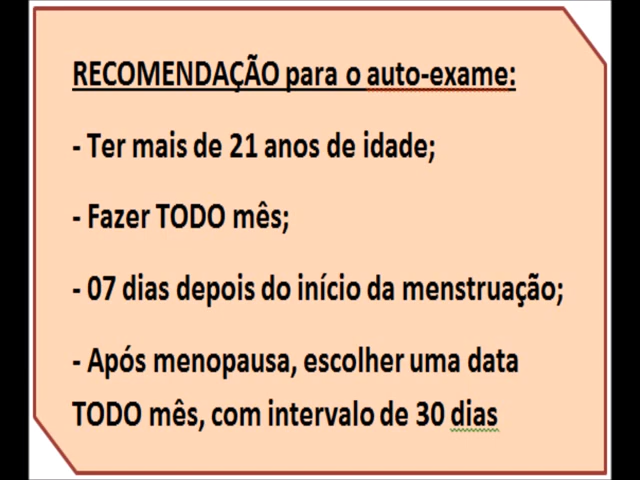 RECOMENDAÇÃO para o auto-exame:
- Ter mais de 21 anos de idade;
- Fazer TODO mês;
- 07 dias depois do início da menstruação;
- Após menopausa, escolher uma data
TODO mês, com intervalo de 30 dias